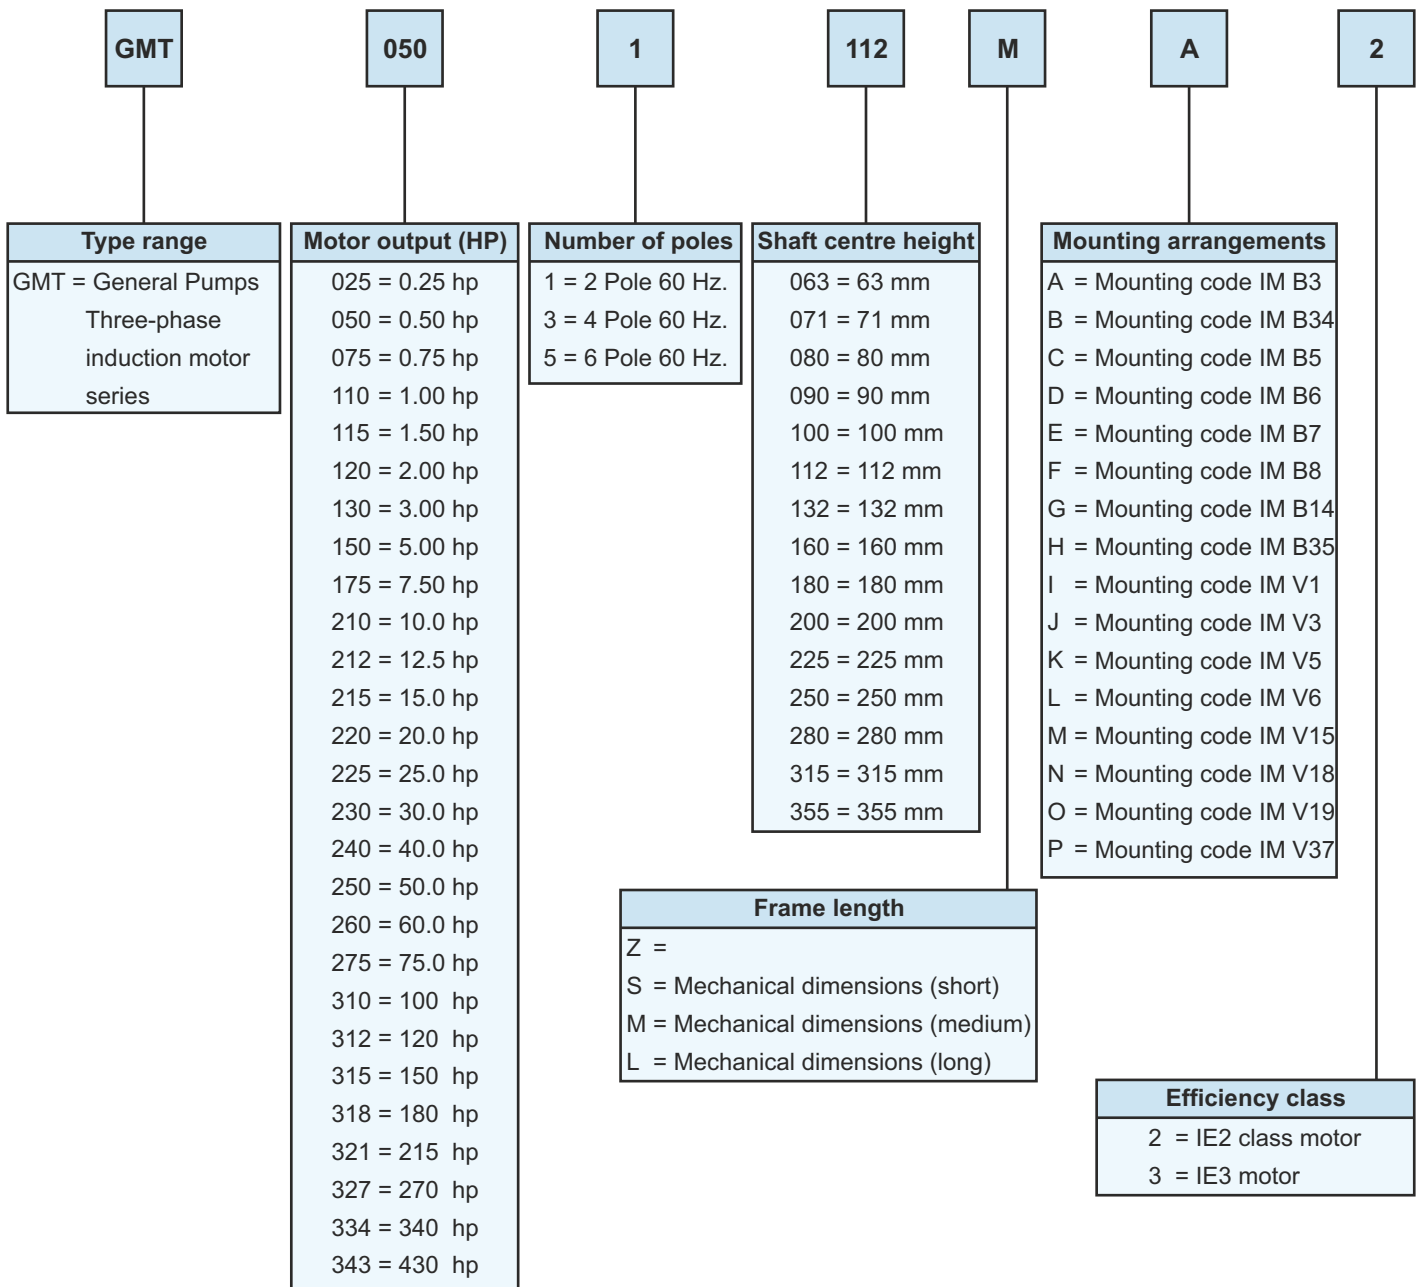 GMT 050 1 112 M A 2
Type range
GMT = General Pumps
Three-phase
induction motor
series
Motor output (HP)
025 = 0.25 hp
050 = 0.50 hp
075 = 0.75 hp
110 = 1.00 hp
115 = 1.50 hp
120 = 2.00 hp
130 = 3.00 hp
150 = 5.00 hp
175 = 7.50 hp
210 = 10.0 hp
212 = 12.5 hp
215 = 15.0 hp
220 = 20.0 hp
225 = 25.0 hp
230 = 30.0 hp
240 = 40.0 hp
250 = 50.0 hp
260 = 60.0 hp
275 = 75.0 hp
310 = 100 hp
312 = 120 hp
315 = 150 hp
318 = 180 hp
321 = 215 hp
327 = 270 hp
334 = 340 hp
343 = 430 hp
Number of poles
1 = 2 Pole 60 Hz.
3 = 4 Pole 60 Hz.
5 = 6 Pole 60 Hz.
Shaft centre height
063 = 63 mm
071 = 71 mm
080 = 80 mm
090 = 90 mm
100 = 100 mm
112 = 112 mm
132 = 132 mm
160 = 160 mm
180 = 180 mm
200 = 200 mm
225 = 225 mm
250 = 250 mm
280 = 280 mm
315 = 315 mm
355 = 355 mm
Frame length
Z =
S = Mechanical dimensions (short)
M = Mechanical dimensions (medium)
L = Mechanical dimensions (long)
Mounting arrangements
A = Mounting code IM B3
B = Mounting code IM B34
C = Mounting code IM B5
D = Mounting code IM B6
E = Mounting code IM B7
F = Mounting code IM B8
G = Mounting code IM B14
H = Mounting code IM B35
I = Mounting code IM V1
J = Mounting code IM V3
K = Mounting code IM V5
L = Mounting code IM V6
M = Mounting code IM V15
N = Mounting code IM V18
O = Mounting code IM V19
P = Mounting code IM V37
Efficiency class
2 = IE2 class motor
3 = IE3 motor